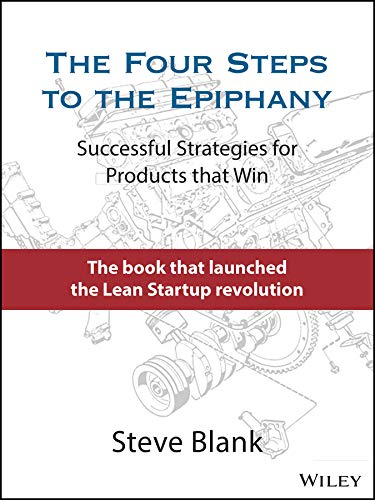 The Four Steps
to the Epiphany
Successful Strategies for
Products that Win
The book that launched
the Lean Startup revolution
Steve Blank
WILEY